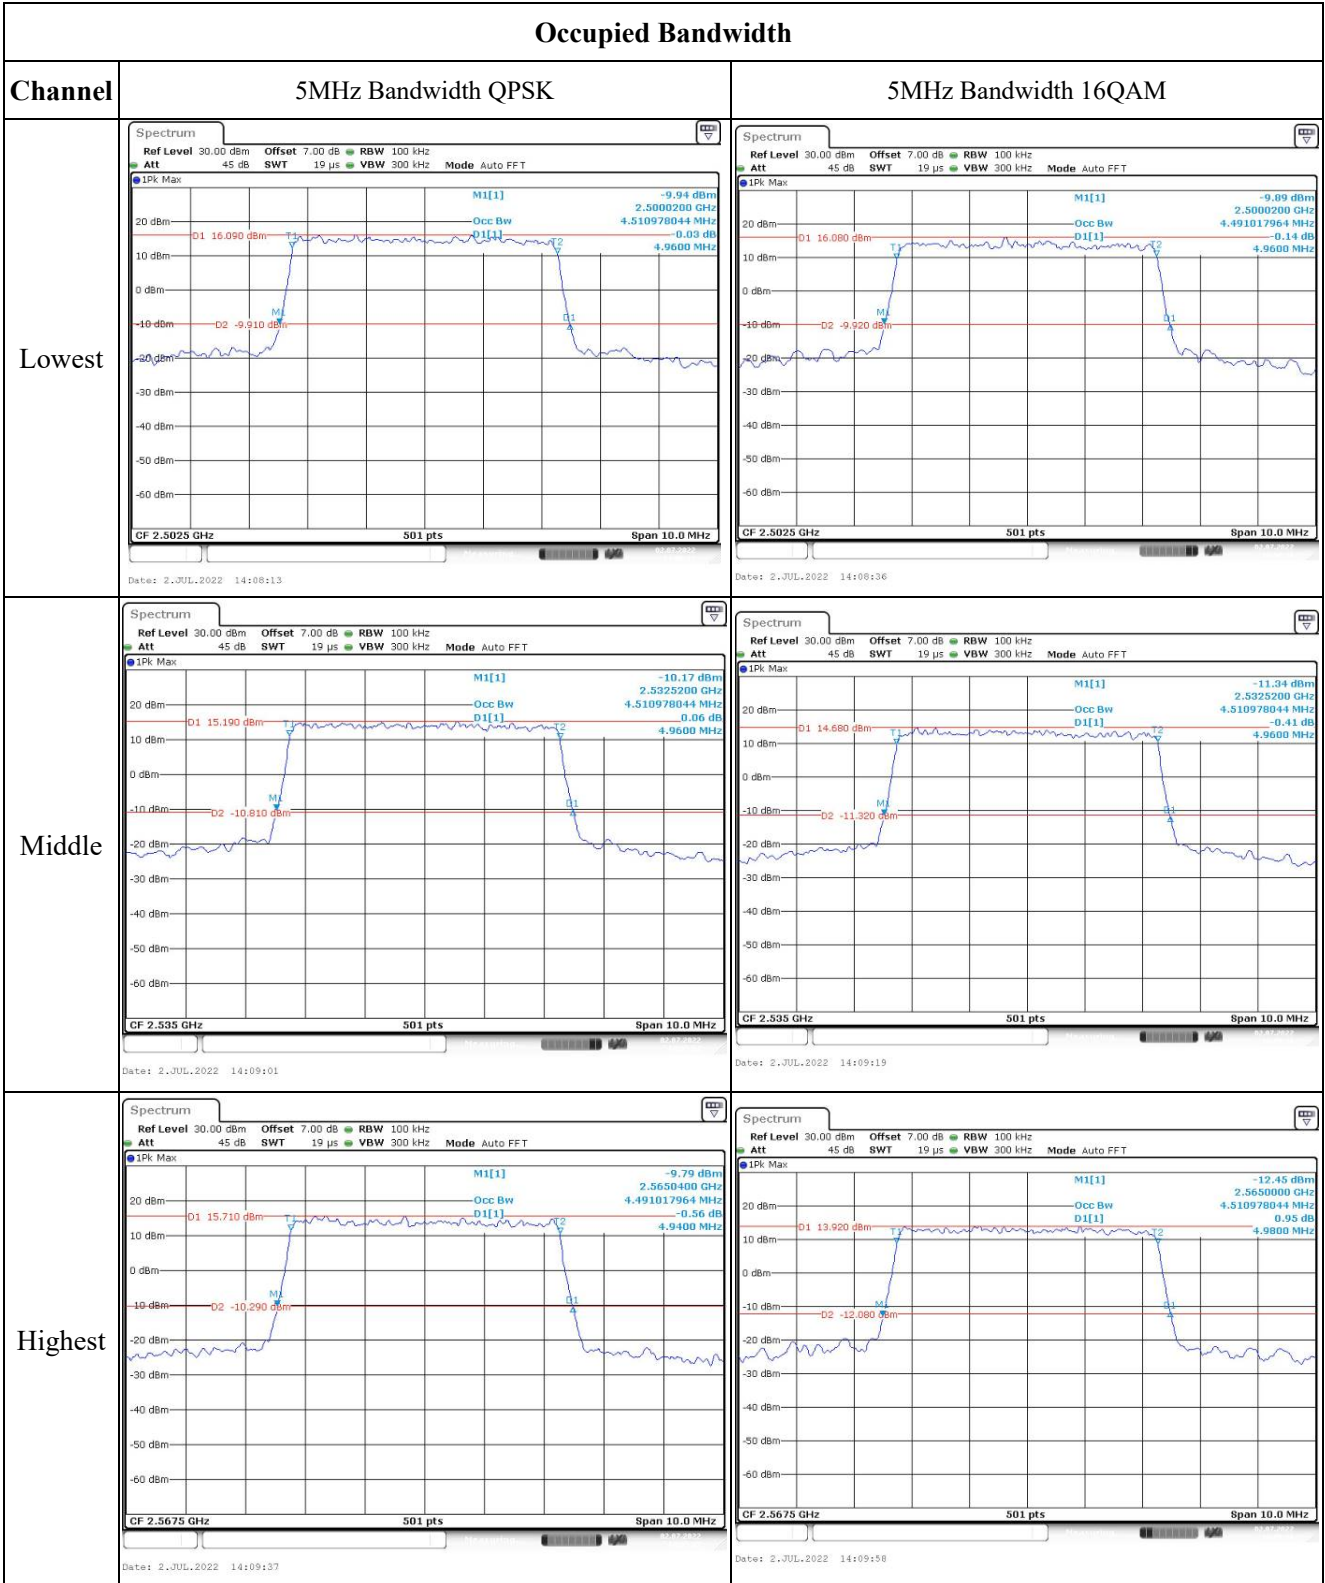 Occupied Bandwidth
Channel 5MHz Bandwidth QPSK 5MHz Bandwidth 16QAM
Lowest
Spectrum
Ref Level 30.00 dBm Offset 7.00 dB RBW 100 kHz
Att 45 dB SWT 19 µs VBW 300 kHz Mode Auto FFT
1Pk Max
M1[1] -9.94 dBm
2.5000200 GHz
Occ Bw 4.510978044 MHz
D1[1] -0.03 dB
4.9600 MHz
20 dBm
D1 16.090 dBm
T1
T2
10 dBm
0 dBm
M1
D1
-10 dBm
D2 -9.910 dBm
-20 dBm
-30 dBm
-40 dBm
-50 dBm
-60 dBm
CF 2.5025 GHz 501 pts Span 10.0 MHz
Date: 2.JUL.2022 14:08:13
Spectrum
Ref Level 30.00 dBm Offset 7.00 dB RBW 100 kHz
Att 45 dB SWT 19 µs VBW 300 kHz Mode Auto FFT
1Pk Max
M1[1] -9.89 dBm
2.5000200 GHz
Occ Bw 4.491017964 MHz
D1[1] -0.14 dB
4.9600 MHz
20 dBm
D1 16.080 dBm
T1
T2
10 dBm
0 dBm
M1
D1
-10 dBm
D2 -9.920 dBm
-20 dBm
-30 dBm
-40 dBm
-50 dBm
-60 dBm
CF 2.5025 GHz 501 pts Span 10.0 MHz
Date: 2.JUL.2022 14:08:36
Middle
Spectrum
Ref Level 30.00 dBm Offset 7.00 dB RBW 100 kHz
Att 45 dB SWT 19 µs VBW 300 kHz Mode Auto FFT
1Pk Max
M1[1] -10.17 dBm
2.5325200 GHz
Occ Bw 4.510978044 MHz
D1[1] 0.06 dB
4.9600 MHz
20 dBm
D1 15.190 dBm
T1
T2
10 dBm
0 dBm
M1
D1
-10 dBm
D2 -10.810 dBm
-20 dBm
-30 dBm
-40 dBm
-50 dBm
-60 dBm
CF 2.535 GHz 501 pts Span 10.0 MHz
Date: 2.JUL.2022 14:09:01
Spectrum
Ref Level 30.00 dBm Offset 7.00 dB RBW 100 kHz
Att 45 dB SWT 19 µs VBW 300 kHz Mode Auto FFT
1Pk Max
M1[1] -11.34 dBm
2.5325200 GHz
Occ Bw 4.510978044 MHz
D1[1] -0.41 dB
4.9600 MHz
20 dBm
D1 14.680 dBm
T1
T2
10 dBm
0 dBm
M1
D1
-10 dBm
D2 -11.320 dBm
-20 dBm
-30 dBm
-40 dBm
-50 dBm
-60 dBm
CF 2.535 GHz 501 pts Span 10.0 MHz
Date: 2.JUL.2022 14:09:19
Highest
Spectrum
Ref Level 30.00 dBm Offset 7.00 dB RBW 100 kHz
Att 45 dB SWT 19 µs VBW 300 kHz Mode Auto FFT
1Pk Max
M1[1] -9.79 dBm
2.5650400 GHz
Occ Bw 4.491017964 MHz
D1[1] -0.56 dB
4.9400 MHz
20 dBm
D1 15.710 dBm
T1
T2
10 dBm
0 dBm
M1
D1
-10 dBm
D2 -10.290 dBm
-20 dBm
-30 dBm
-40 dBm
-50 dBm
-60 dBm
CF 2.5675 GHz 501 pts Span 10.0 MHz
Date: 2.JUL.2022 14:09:37
Spectrum
Ref Level 30.00 dBm Offset 7.00 dB RBW 100 kHz
Att 45 dB SWT 19 µs VBW 300 kHz Mode Auto FFT
1Pk Max
M1[1] -12.45 dBm
2.5650000 GHz
Occ Bw 4.510978044 MHz
D1[1] 0.95 dB
4.9800 MHz
20 dBm
D1 13.920 dBm
T1
T2
10 dBm
0 dBm
M1
D1
-10 dBm
D2 -12.080 dBm
-20 dBm
-30 dBm
-40 dBm
-50 dBm
-60 dBm
CF 2.5675 GHz 501 pts Span 10.0 MHz
Date: 2.JUL.2022 14:09:58